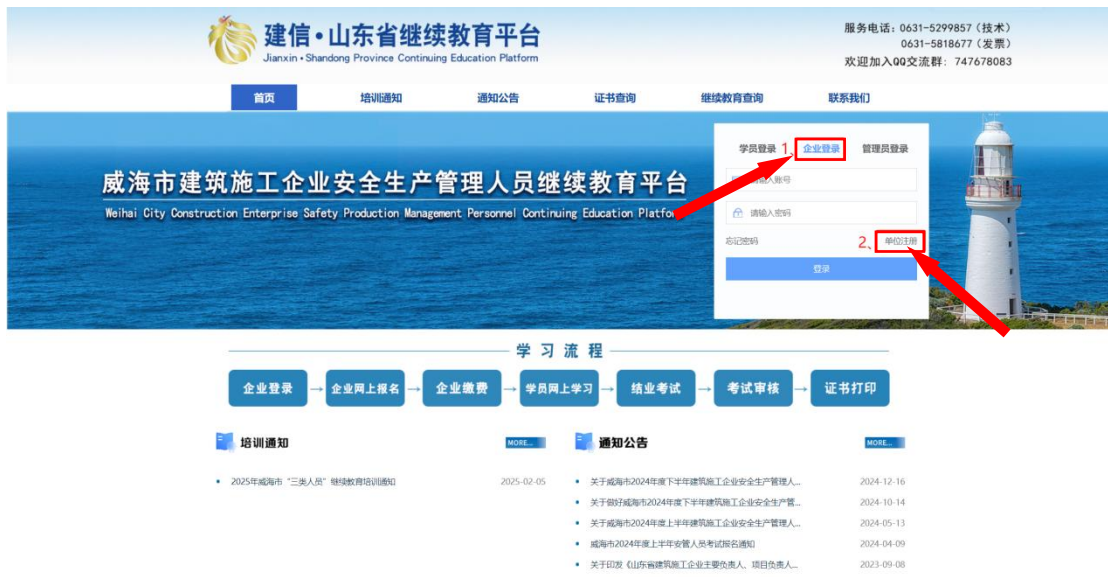 建信•山东省继续教育平台
Jianxin•Shandong Province Continuing Education Platform
服务电话：0631-5299857（技术）
0631-5818677（发票）
欢迎加入QQ交流群：747678083
首页 培训通知 通知公告 证书查询 继续教育查询 联系我们
学员登录 1、 企业登录 管理员登录
威海市建筑施工企业安全生产管理人员继续教育平台
Weihai City Construction Enterprise Safety Production Management Personnel Continuing Education
入账号
请输入密码
忘记密码 2、 单位注册
登录
学习流程
企业登录 → 企业网上报名 → 企业缴费 → 学员网上学习 → 结业考试 → 考试审核 → 证书打印
培训通知 MORE...
2025年威海市“三类人员”继续教育培训通知 2025-02-05
通知公告 MORE...
关于威海市2024年度下半年建筑施工企业安全生产管理人... 2024-12-16
关于做好威海市2024年度下半年建筑施工企业安全生产管... 2024-10-14
关于威海市2024年度上半年建筑施工企业安全生产管理人... 2024-05-13
威海市2024年度上半年安管人员考试报名通知 2024-04-09
关于印发《山东省建筑施工企业主要负责人、项目负责人... 2023-09-08